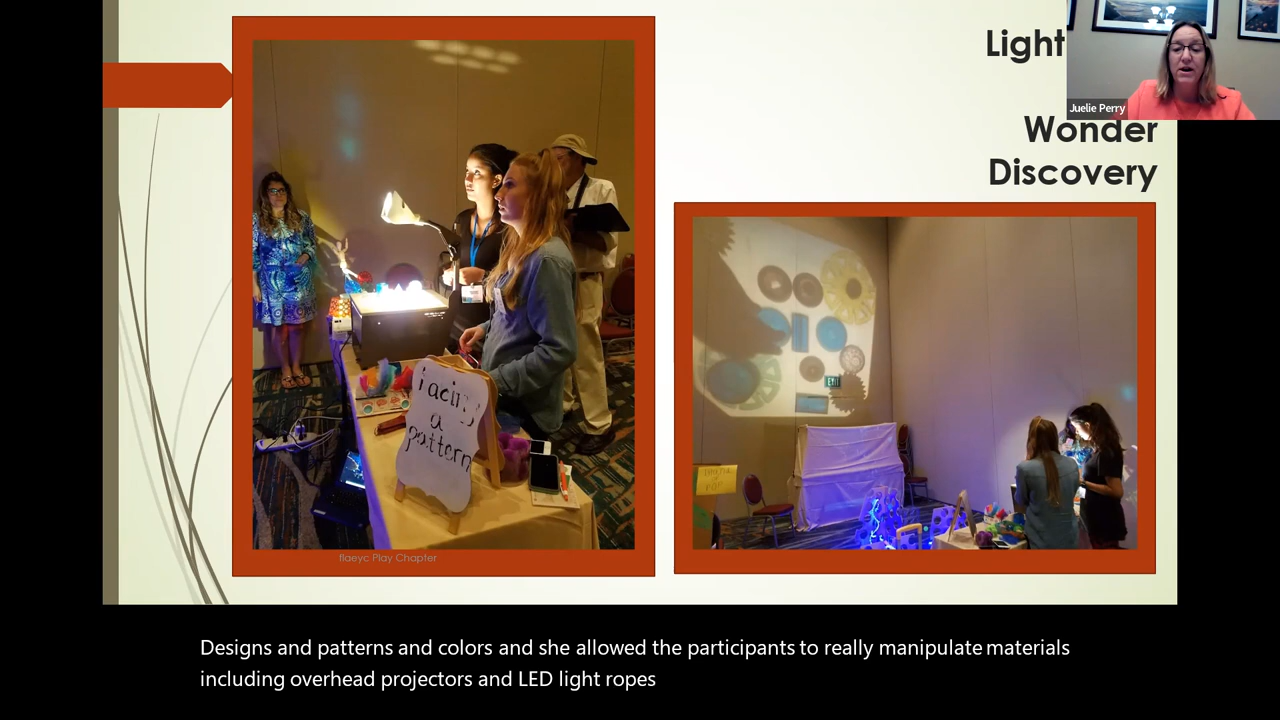 Light
Wonder
Discovery
Juelie Perry
a
pattern
EXIT
flaeyc Play Chapter
Designs and patterns and colors and she allowed the participants to really manipulate materials
including overhead projectors and LED light ropes